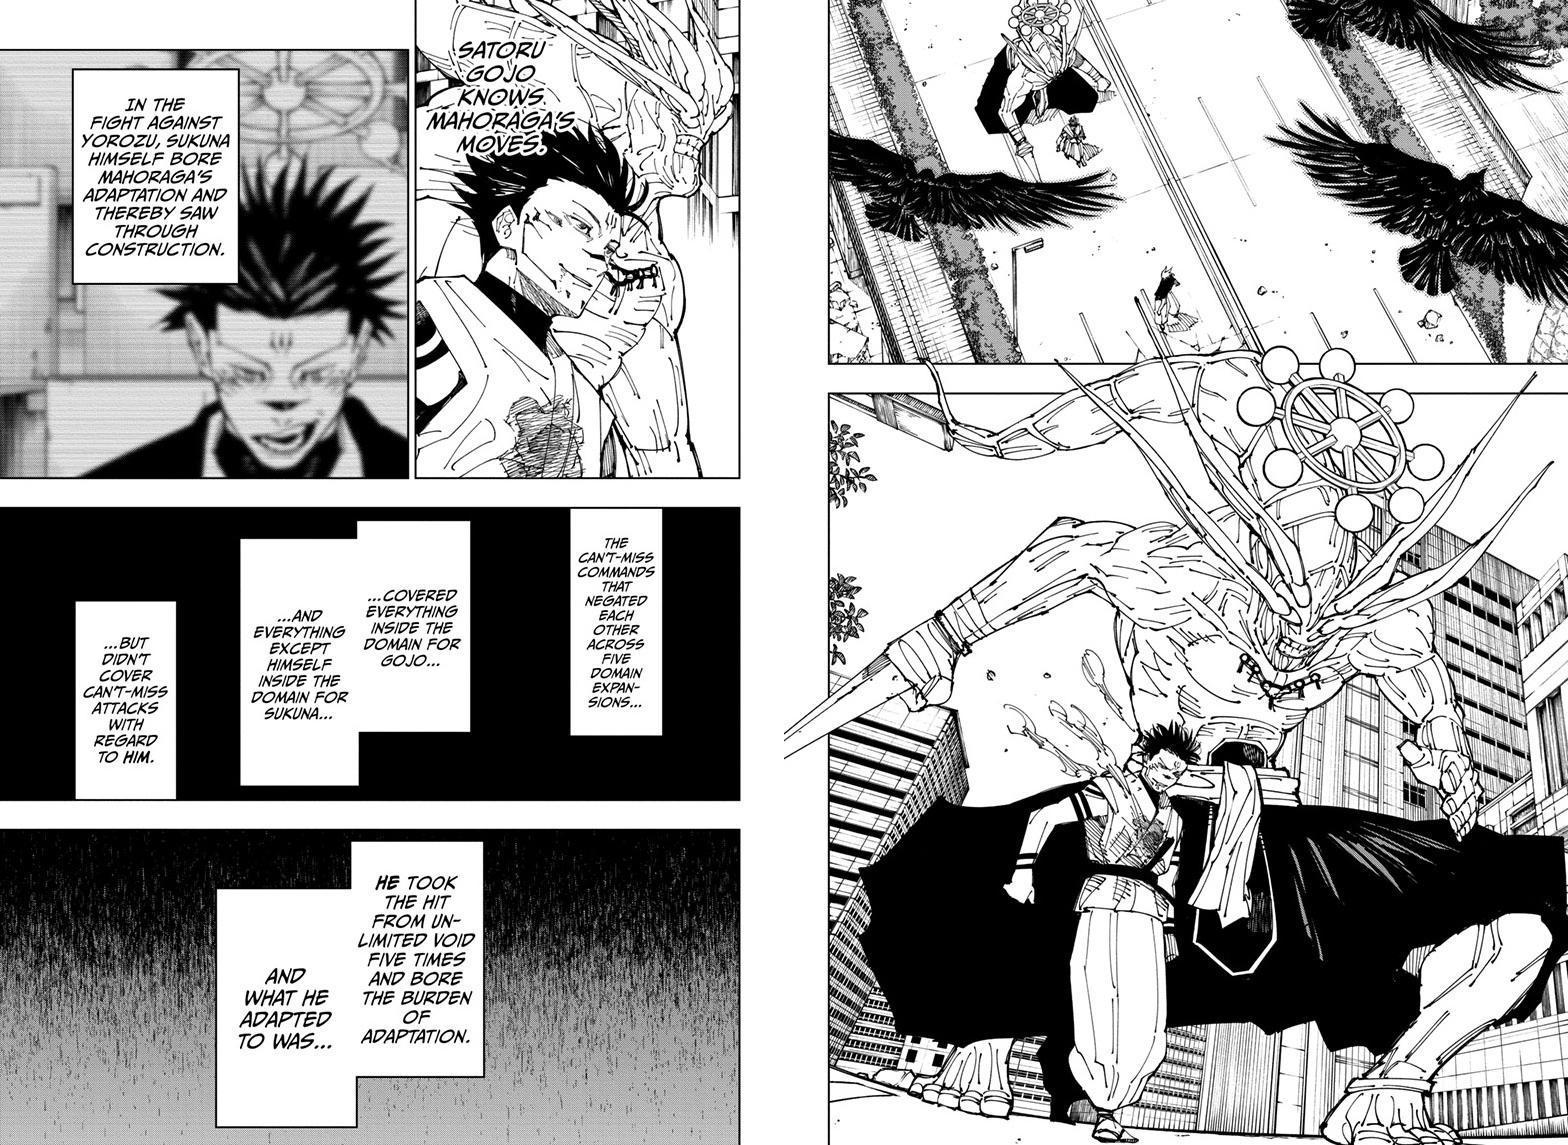 SATORU
GOJO
KNOWS
MAHORAGA'S
MOVES.
IN THE
FIGHT AGAINST
YOROZU, SUKUNA
HIMSELF BORE
MAHORAGA'S
ADAPTATION AND
THEREBY SAW
THROUGH
CONSTRUCTION.
THE
CAN'T-MISS
COMMANDS
THAT
NEGATED
EACH
OTHER
ACROSS
FIVE
DOMAIN
EXPAN-
SIONS...
...COVERED
EVERYTHING
INSIDE THE
DOMAIN FOR
GOJO...
...AND
EVERYTHING
EXCEPT
HIMSELF
INSIDE THE
DOMAIN FOR
SUKUNA...
...BUT
DIDN'T
COVER
CAN'T-MISS
ATTACKS
WITH
REGARD
TO HIM.
HE TOOK
THE HIT
FROM UN-
LIMITED VOID
FIVE TIMES
AND BORE
THE BURDEN
OF
ADAPTATION.
AND
WHAT HE
ADAPTED
TO WAS...